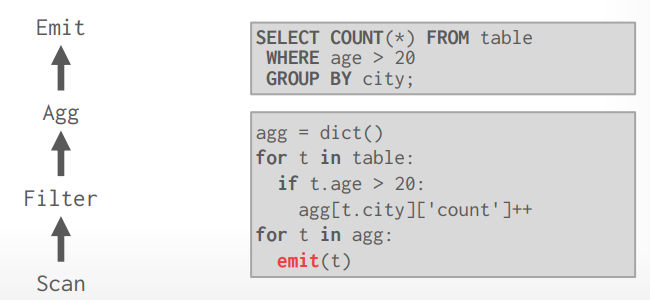 Emit
Agg
Filter
Scan
SELECT COUNT(*) FROM table
 WHERE age > 20
 GROUP BY city;
agg = dict()
for t in table:
  if t.age > 20:
    agg[t.city]['count']++
for t in agg:
  emit(t)